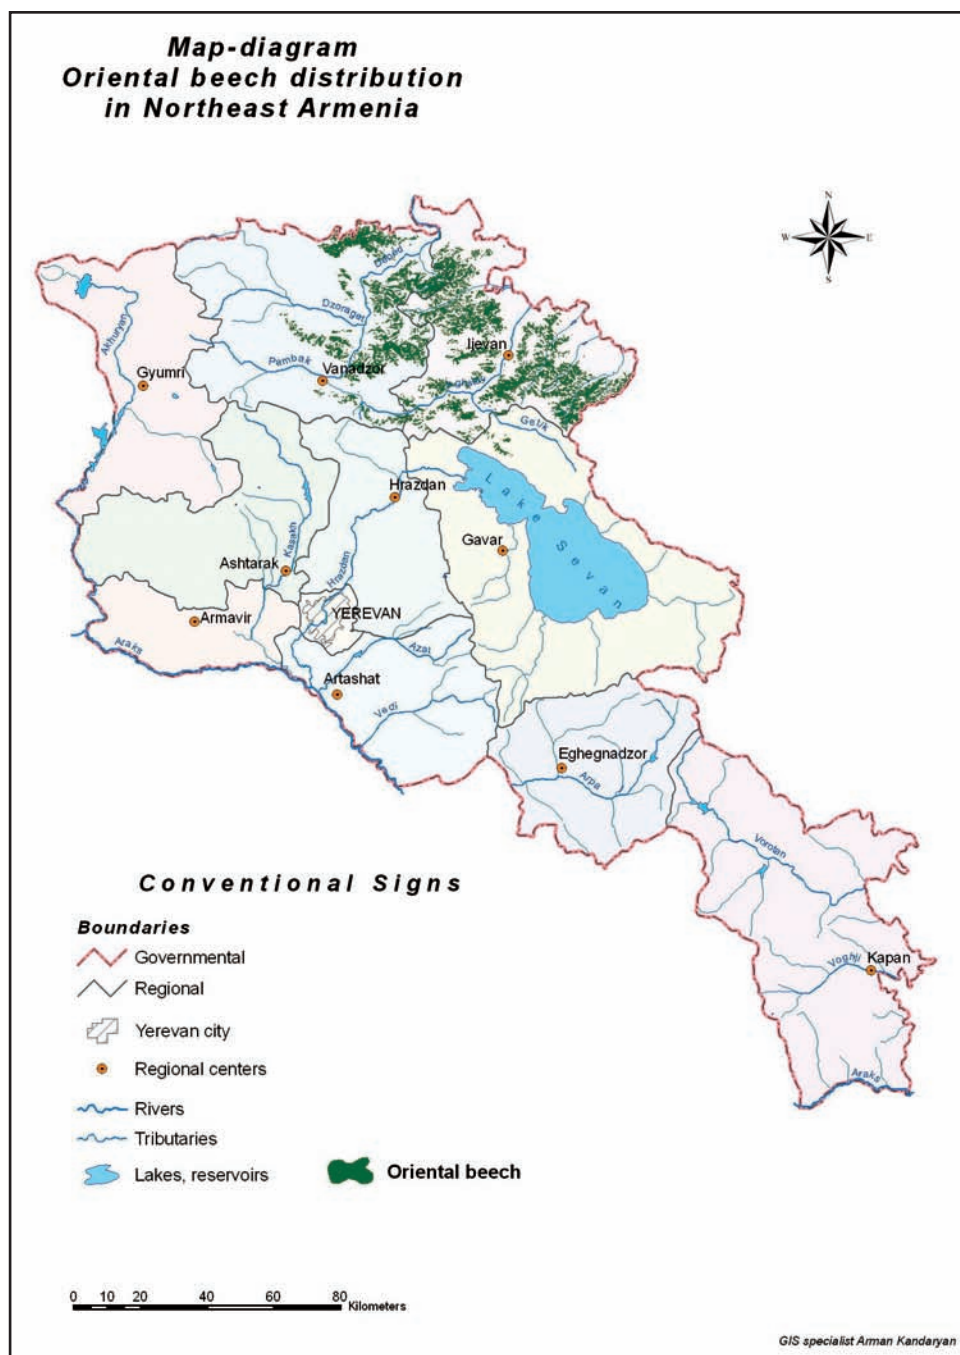 Map-diagram
Oriental beech distribution
in Northeast Armenia
N
W E
S
Debed
Dzoraget
Akhuryan
Ijevan
Pambak
Vanadzor
Gyumri
Getik
Hrazdan
Lake Sevan
Gavar
Kasakh
Ashtarak
Hrazdan
Armavir
YEREVAN
Araks
Azat
Artashat
Vedi
Eghegnadzor
Arpa
Vorotan
Conventional Signs
Boundaries
Governmental
Voghji
Kapan
Regional
Yerevan city
Regional centers
Araks
Rivers
Tributaries
Lakes, reservoirs
Oriental beech
0 10 20 40 60 80
Kilometers
GIS specialist Arman Kandaryan